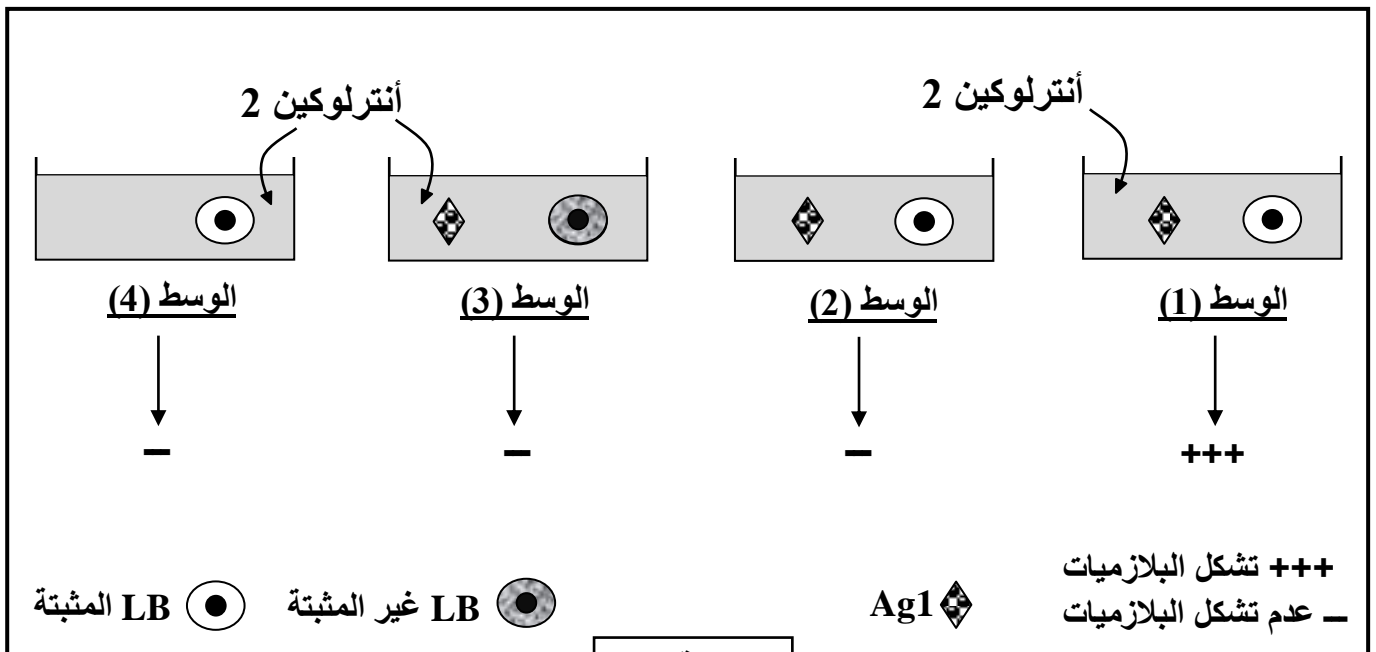 أنترلوكين 2
أنترلوكين 2
الوسط (1)
الوسط (2)
الوسط (3)
الوسط (4)
+++
–
–
–
+++ تشكل البلازميات
– عدم تشكل البلازميات
Ag1
LB غير المثبتة
LB المثبتة